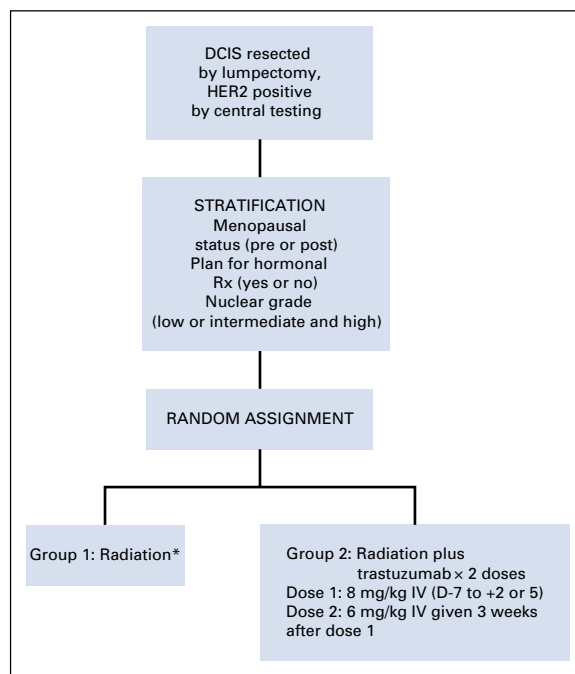 DCIS resected
by lumpectomy,
HER2 positive
by central testing
STRATIFICATION
Menopausal
status (pre or post)
Plan for hormonal
Rx (yes or no)
Nuclear grade
(low or intermediate and high)
RANDOM ASSIGNMENT
Group 1: Radiation*
Group 2: Radiation plus
trastuzumab × 2 doses
Dose 1: 8 mg/kg IV (D-7 to +2 or 5)
Dose 2: 6 mg/kg IV given 3 weeks
after dose 1